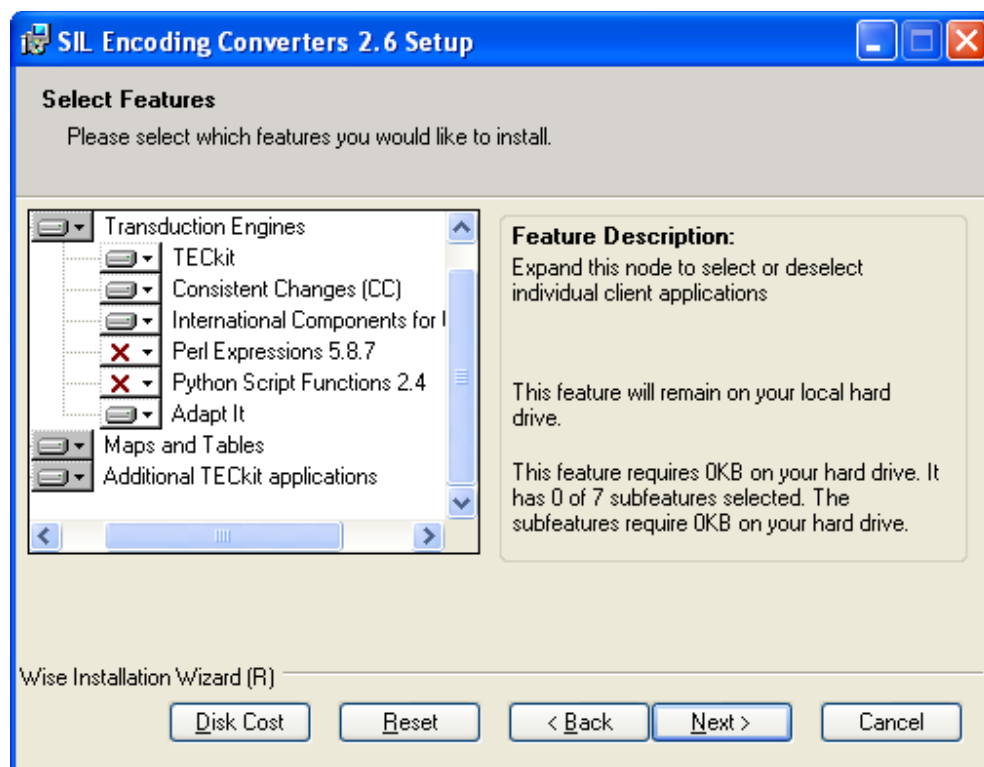 SIL Encoding Converters 2.6 Setup
Select Features
Please select which features you would like to install.
Transduction Engines
TECkit
Consistent Changes (CC)
International Components for
Perl Expressions 5.8.7
Python Script Functions 2.4
Adapt It
Maps and Tables
Additional TECkit applications
Feature Description:
Expand this node to select or deselect
individual client applications
This feature will remain on your local hard
drive.
This feature requires 0KB on your hard drive. It
has 0 of 7 subfeatures selected. The
subfeatures require 0KB on your hard drive.
Wise Installation Wizard (R)
Disk Cost
Reset
< Back
Next >
Cancel